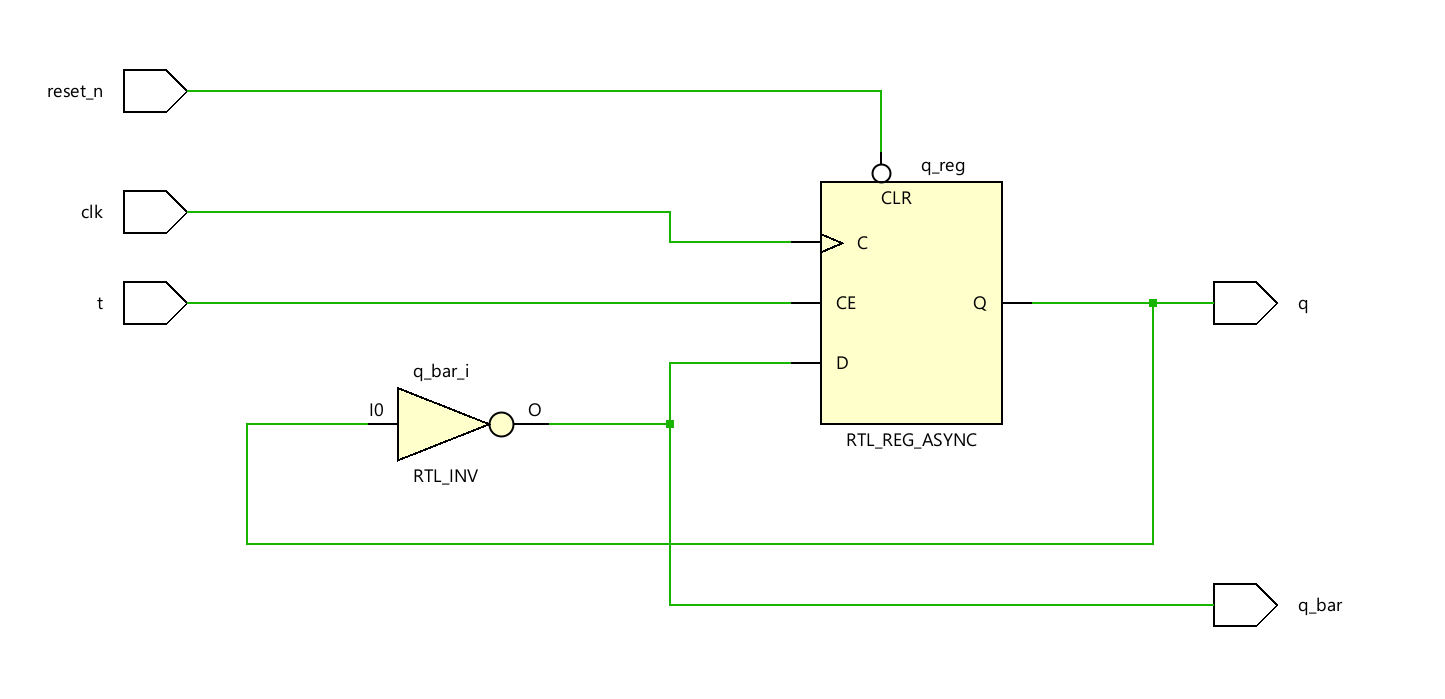 reset_n
q_reg
CLR
clk
C
t
CE
Q
q
D
q_bar_i
I0
O
RTL_REG_ASYNC
RTL_INV
q_bar